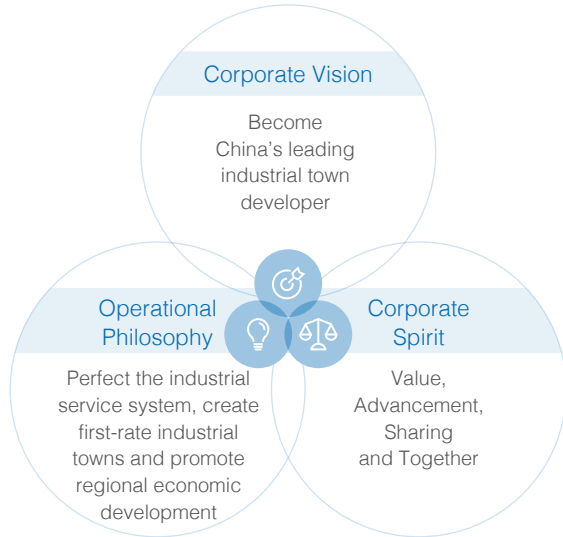 Corporate Vision
Become
China's leading
industrial town
developer
Operational
Philosophy
Perfect the industrial
service system, create
first-rate industrial
towns and promote
regional economic
development
Corporate
Spirit
Value,
Advancement,
Sharing
and Together